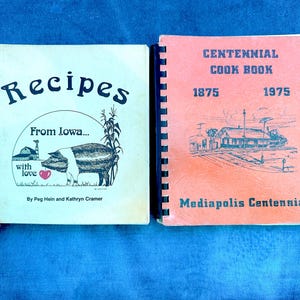 Recipes
From Iowa...
with
love
By Peg Hein and Kathryn Cramer
CENTENNIAL
COOK BOOK
1875 1975
Mediapolis Centennia